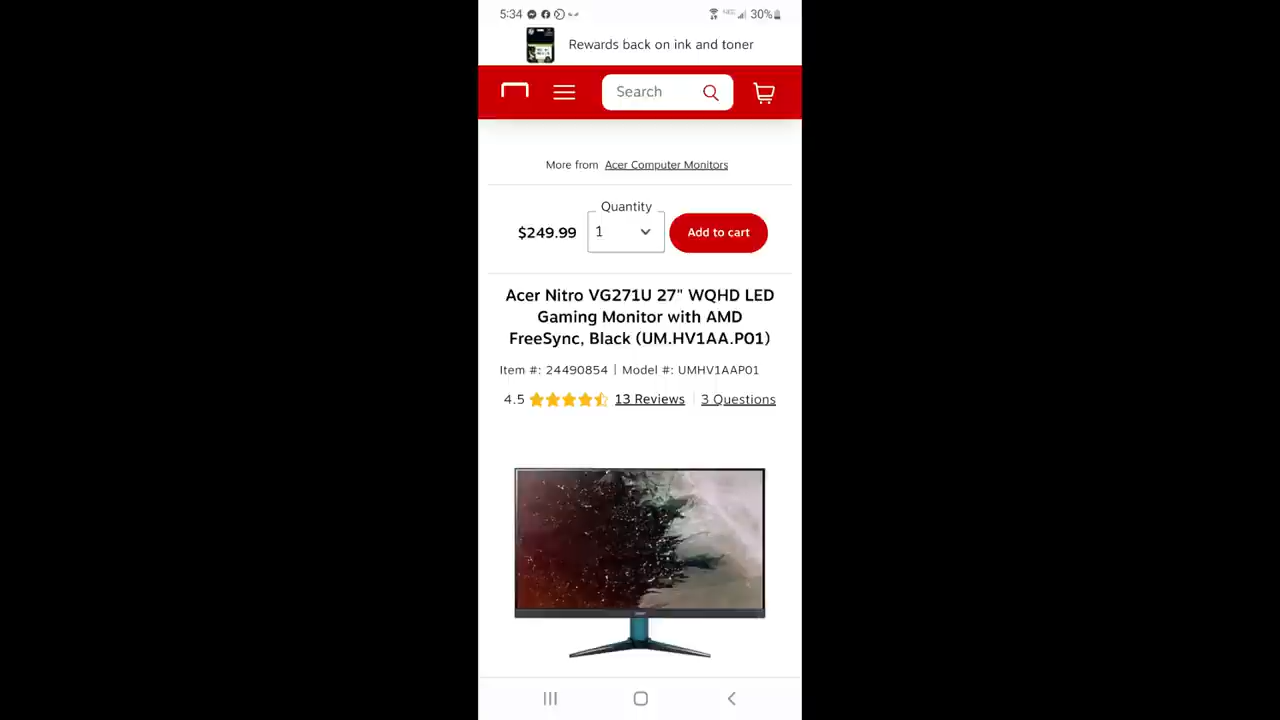 5:34 30%
Rewards back on ink and toner
Search
More from Acer Computer Monitors
Quantity
$249.99 1 Add to cart
Acer Nitro VG271U 27" WQHD LED
Gaming Monitor with AMD
FreeSync, Black (UM.HV1AA.P01)
Item #: 24490854 | Model #: UMHV1AAP01
4.5 13 Reviews 3 Questions